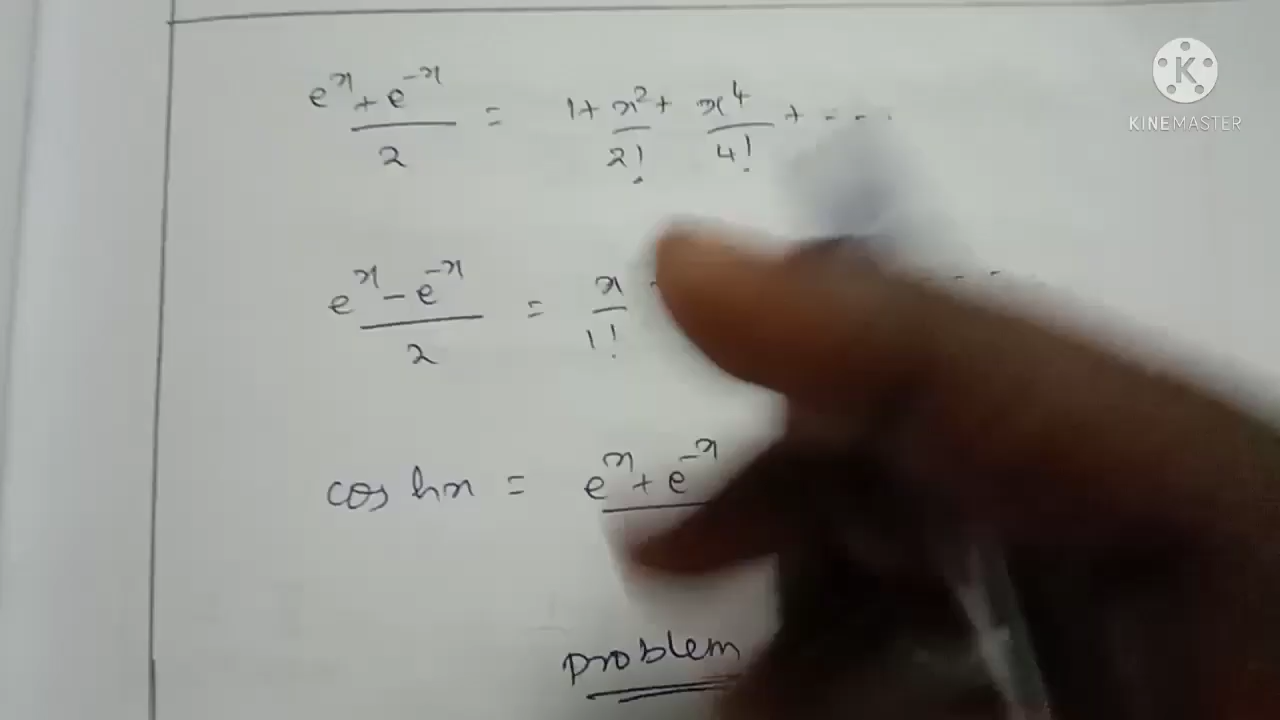 K
KINEMASTER
e^x + e^-x / 2 = 1 + x^2/2! + x^4/4! + ----
e^x - e^-x / 2 = x/1! ---
cos hx = e^x + e^-x
problem